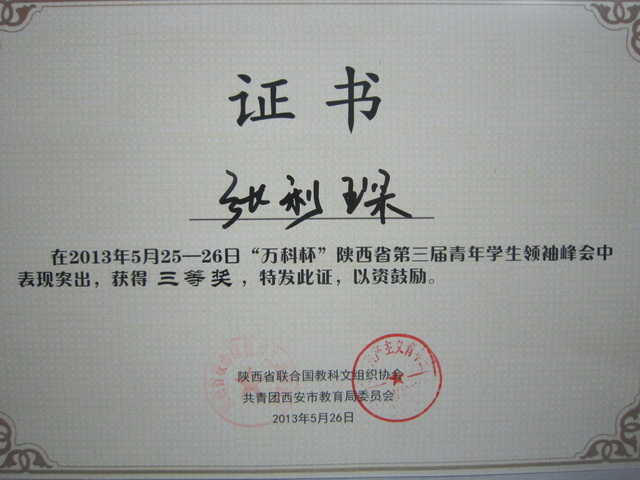 证书
张利琛
在2013年5月25—26日“万科杯”陕西省第三届青年学生领袖峰会中
表现突出，获得 三等奖 ，特发此证，以资鼓励。
陕西省联合国教科文组织协会
共青团西安市教育局委员会
2013年5月26日